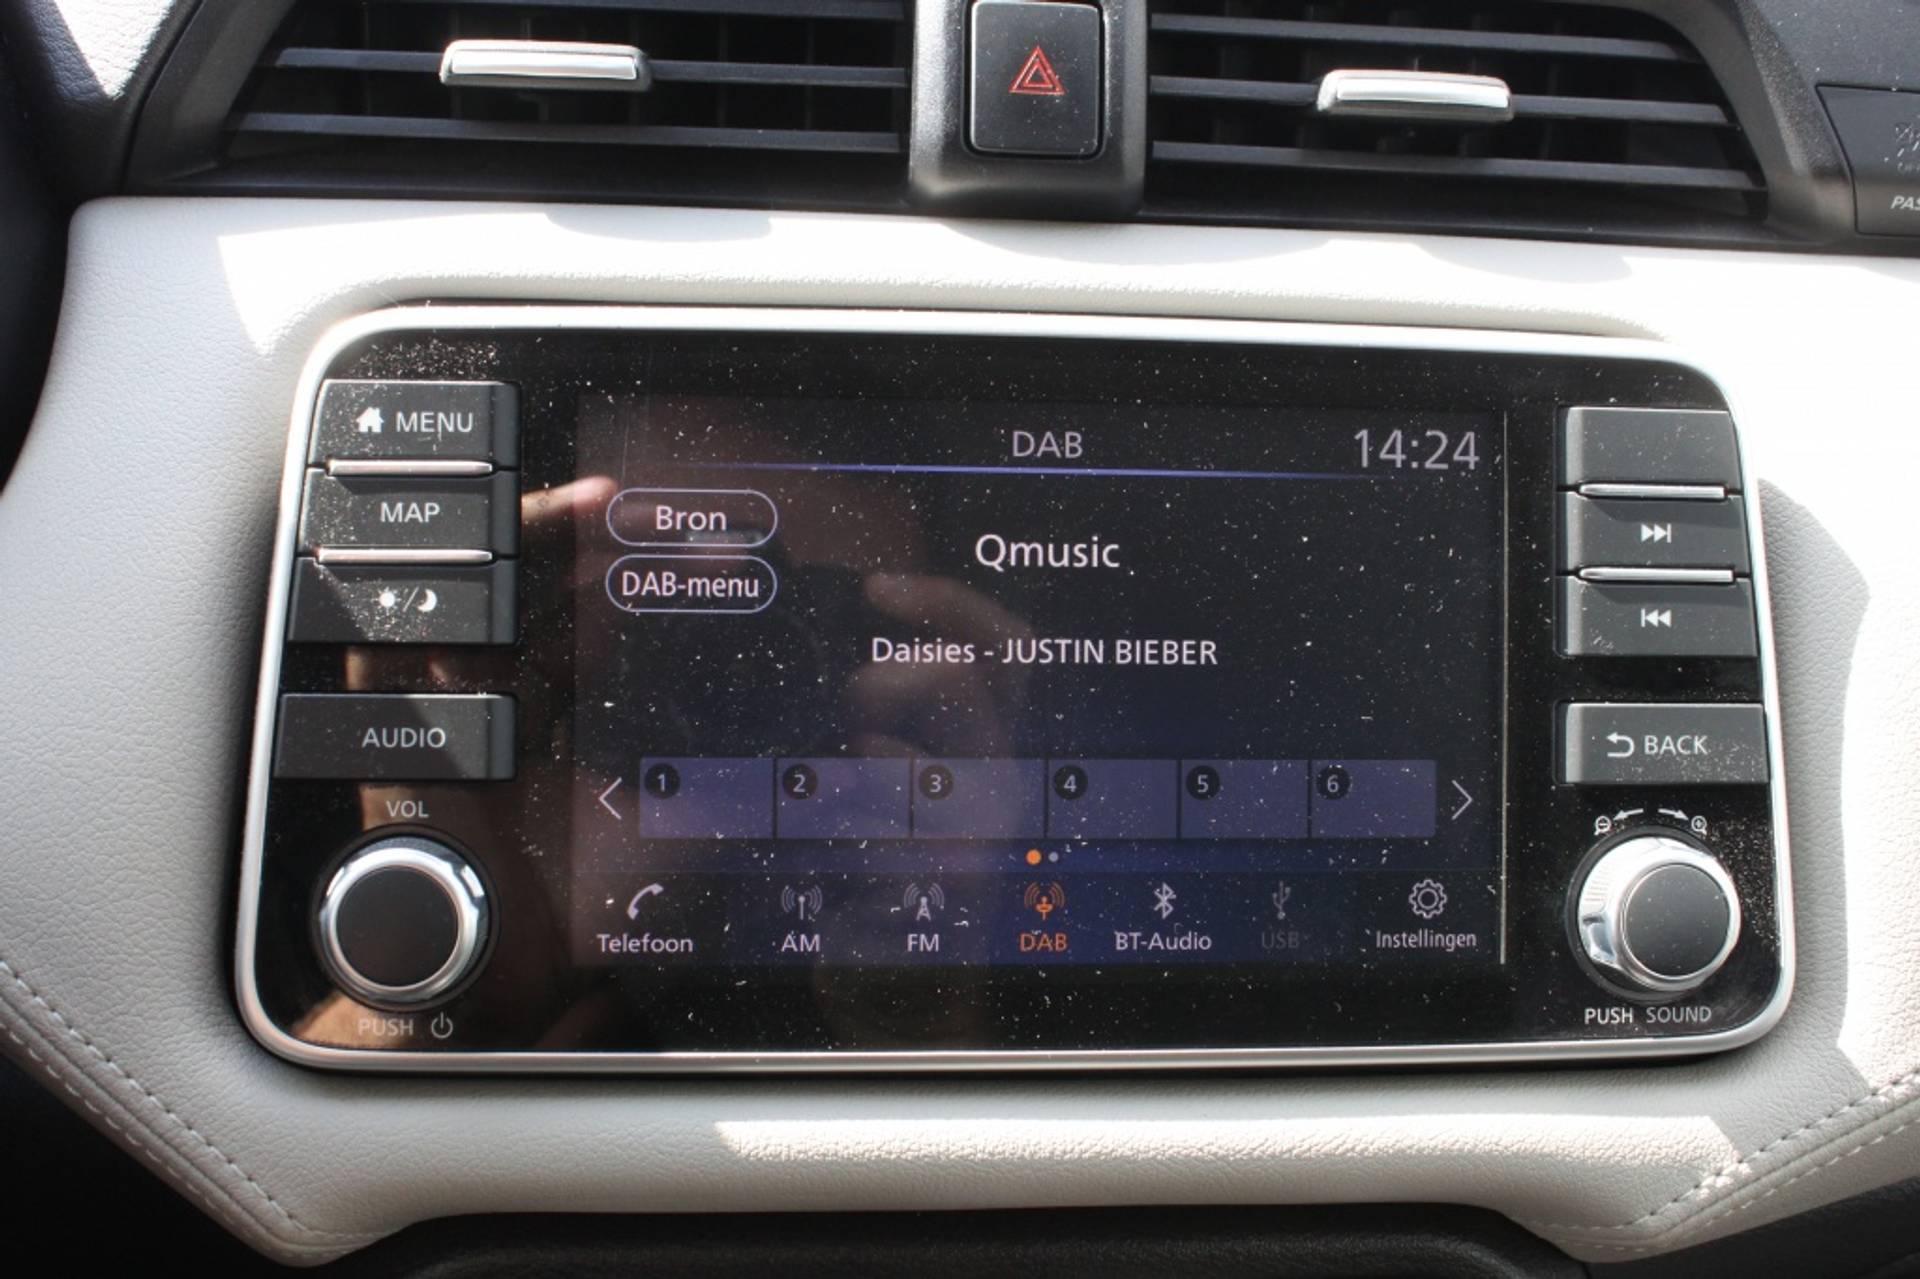 PAS
MENU
MAP
AUDIO
VOL
PUSH
DAB
14:24
Bron
DAB-menu
Qmusic
Daisies - JUSTIN BIEBER
1 2 3 4 5 6
Telefoon AM FM DAB BT-Audio USB Instellingen
BACK
PUSH SOUND